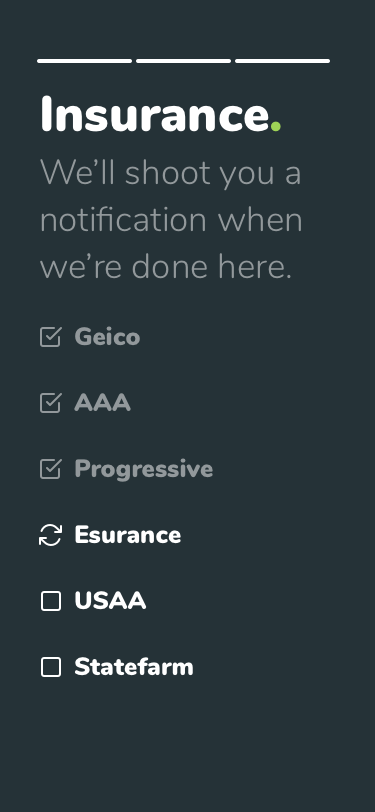 Insurance.
We’ll shoot you a
notification when
we’re done here.
Geico
AAA
Progressive
Esurance
USAA
Statefarm